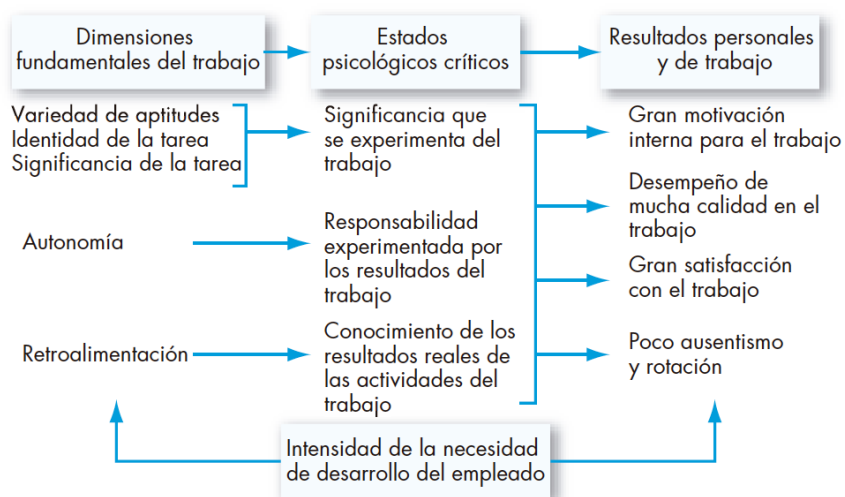 Dimensiones
fundamentales del trabajo
Estados
psicológicos críticos
Resultados personales
y de trabajo
Variedad de aptitudes
Identidad de la tarea
Significancia de la tarea
Significancia que
se experimenta del
trabajo
Gran motivación
interna para el trabajo
Desempeño de
mucha calidad en el
trabajo
Autonomía
Responsabilidad
experimentada por
los resultados del
trabajo
Gran satisfacción
con el trabajo
Retroalimentación
Conocimiento de los
resultados reales de
las actividades del
trabajo
Poco ausentismo
y rotación
Intensidad de la necesidad
de desarrollo del empleado